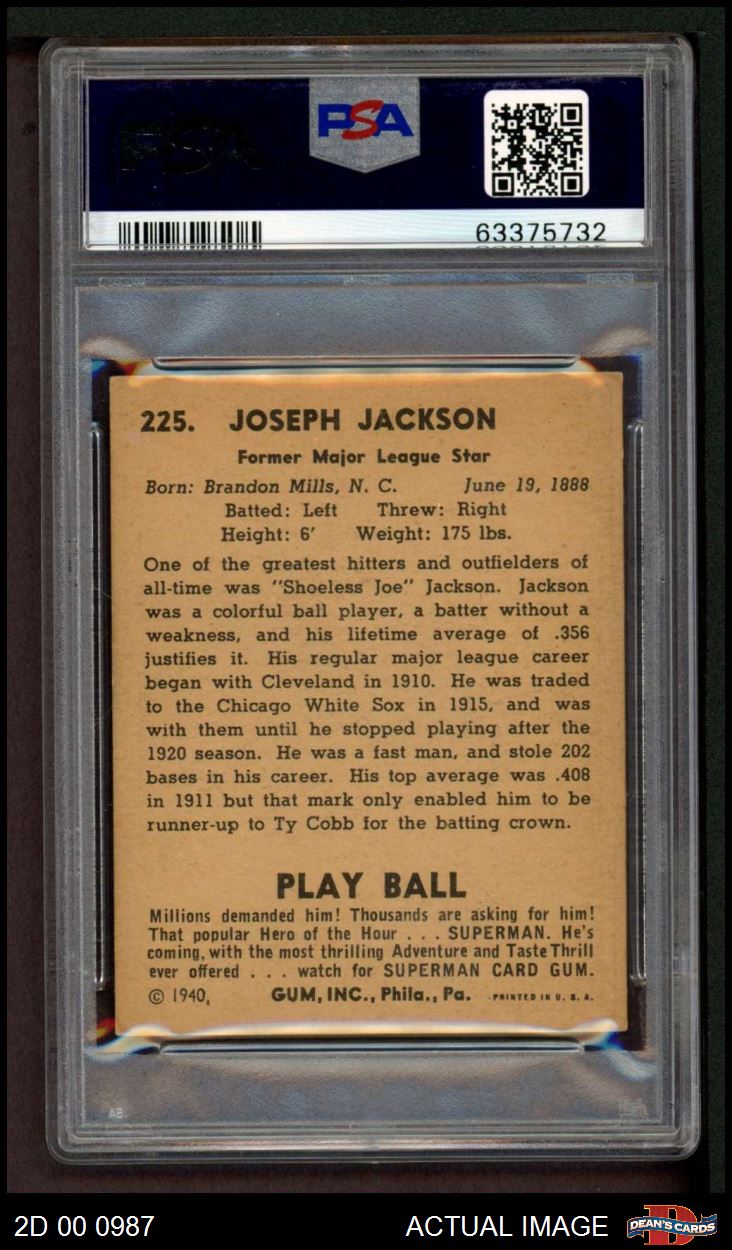 PSA
PSA
63375732
225. JOSEPH JACKSON
Former Major League Star
Born: Brandon Mills, N. C. June 19, 1888
Batted: Left Threw: Right
Height: 6' Weight: 175 lbs.
One of the greatest hitters and outfielders of
all-time was "Shoeless Joe" Jackson. Jackson
was a colorful ball player, a batter without a
weakness, and his lifetime average of .356
justifies it. His regular major league career
began with Cleveland in 1910. He was traded
to the Chicago White Sox in 1915, and was
with them until he stopped playing after the
1920 season. He was a fast man, and stole 202
bases in his career. His top average was .408
in 1911 but that mark only enabled him to be
runner-up to Ty Cobb for the batting crown.
PLAY BALL
Millions demanded him! Thousands are asking for him!
That popular Hero of the Hour . . . SUPERMAN. He's
coming, with the most thrilling Adventure and Taste Thrill
ever offered . . . watch for SUPERMAN CARD GUM.
© 1940, GUM, INC., Phila., Pa. PRINTED IN U. S. A.
2D 00 0987 ACTUAL IMAGE DEAN'S CARDS